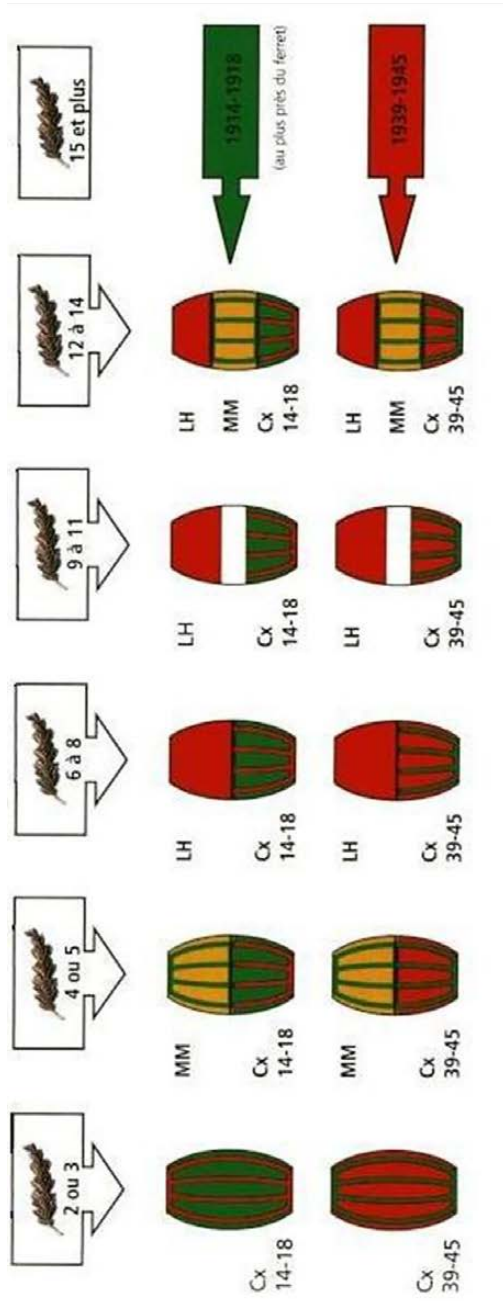 2 ou 3
4 ou 5
6 à 8
9 à 11
12 à 14
15 et plus
Cx
14-18
MM
Cx
14-18
LH
Cx
14-18
LH
Cx
14-18
LH
MM
Cx
14-18
1914-1918
(au plus près du ferret)
Cx
39-45
MM
Cx
39-45
LH
Cx
39-45
LH
Cx
39-45
LH
MM
Cx
39-45
1939-1945